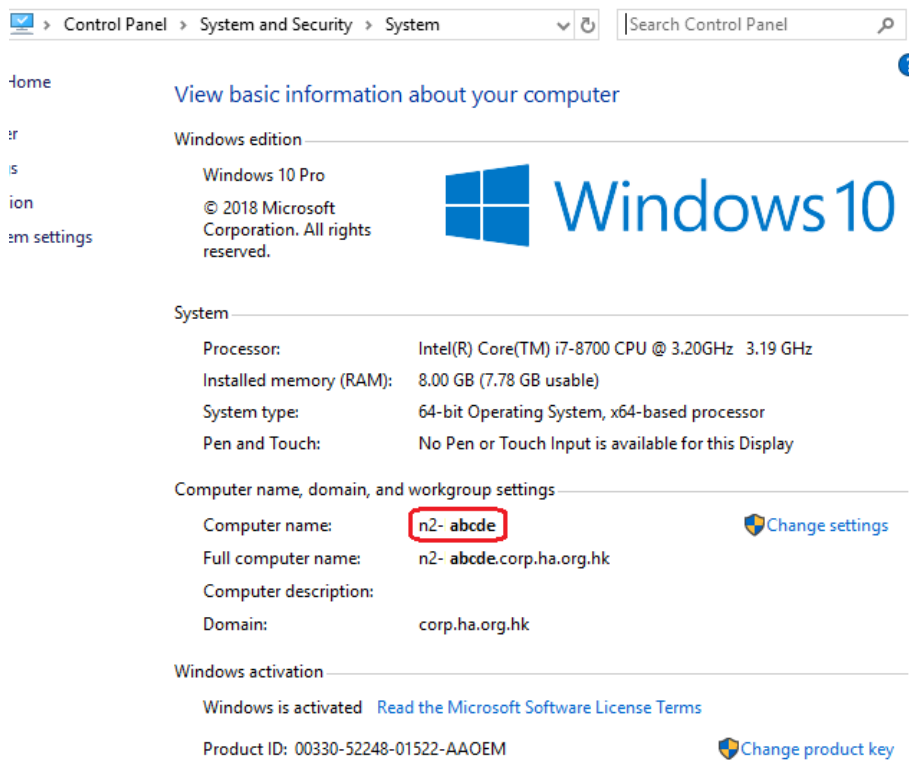 Control Panel > System and Security > System
Search Control Panel
Home
View basic information about your computer
er
Windows edition
s
Windows 10 Pro
ion
© 2018 Microsoft
Corporation. All rights
reserved.
Windows 10
em settings
System
Processor: Intel(R) Core(TM) i7-8700 CPU @ 3.20GHz 3.19 GHz
Installed memory (RAM): 8.00 GB (7.78 GB usable)
System type: 64-bit Operating System, x64-based processor
Pen and Touch: No Pen or Touch Input is available for this Display
Computer name, domain, and workgroup settings
Computer name: n2- abcde
Change settings
Full computer name: n2- abcde.corp.ha.org.hk
Computer description:
Domain: corp.ha.org.hk
Windows activation
Windows is activated Read the Microsoft Software License Terms
Product ID: 00330-52248-01522-AAOEM
Change product key